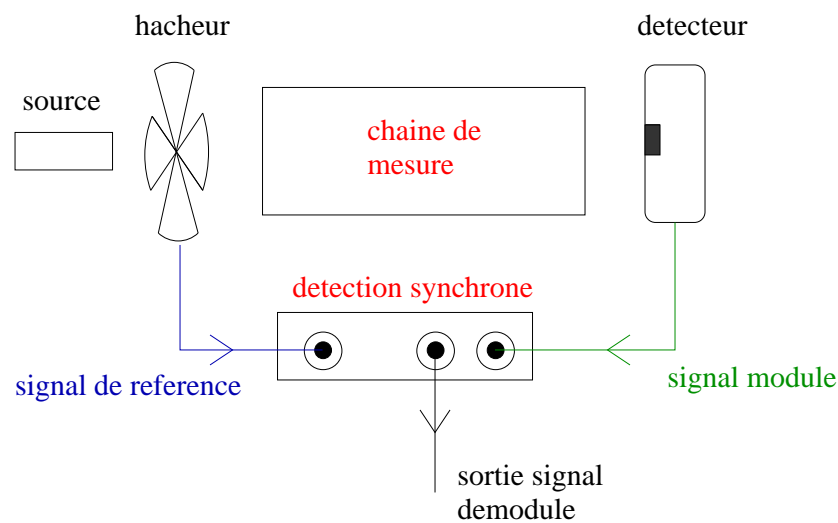 hacheur
detecteur
source
chaine de
mesure
detection synchrone
signal de reference
signal module
sortie signal
demodule